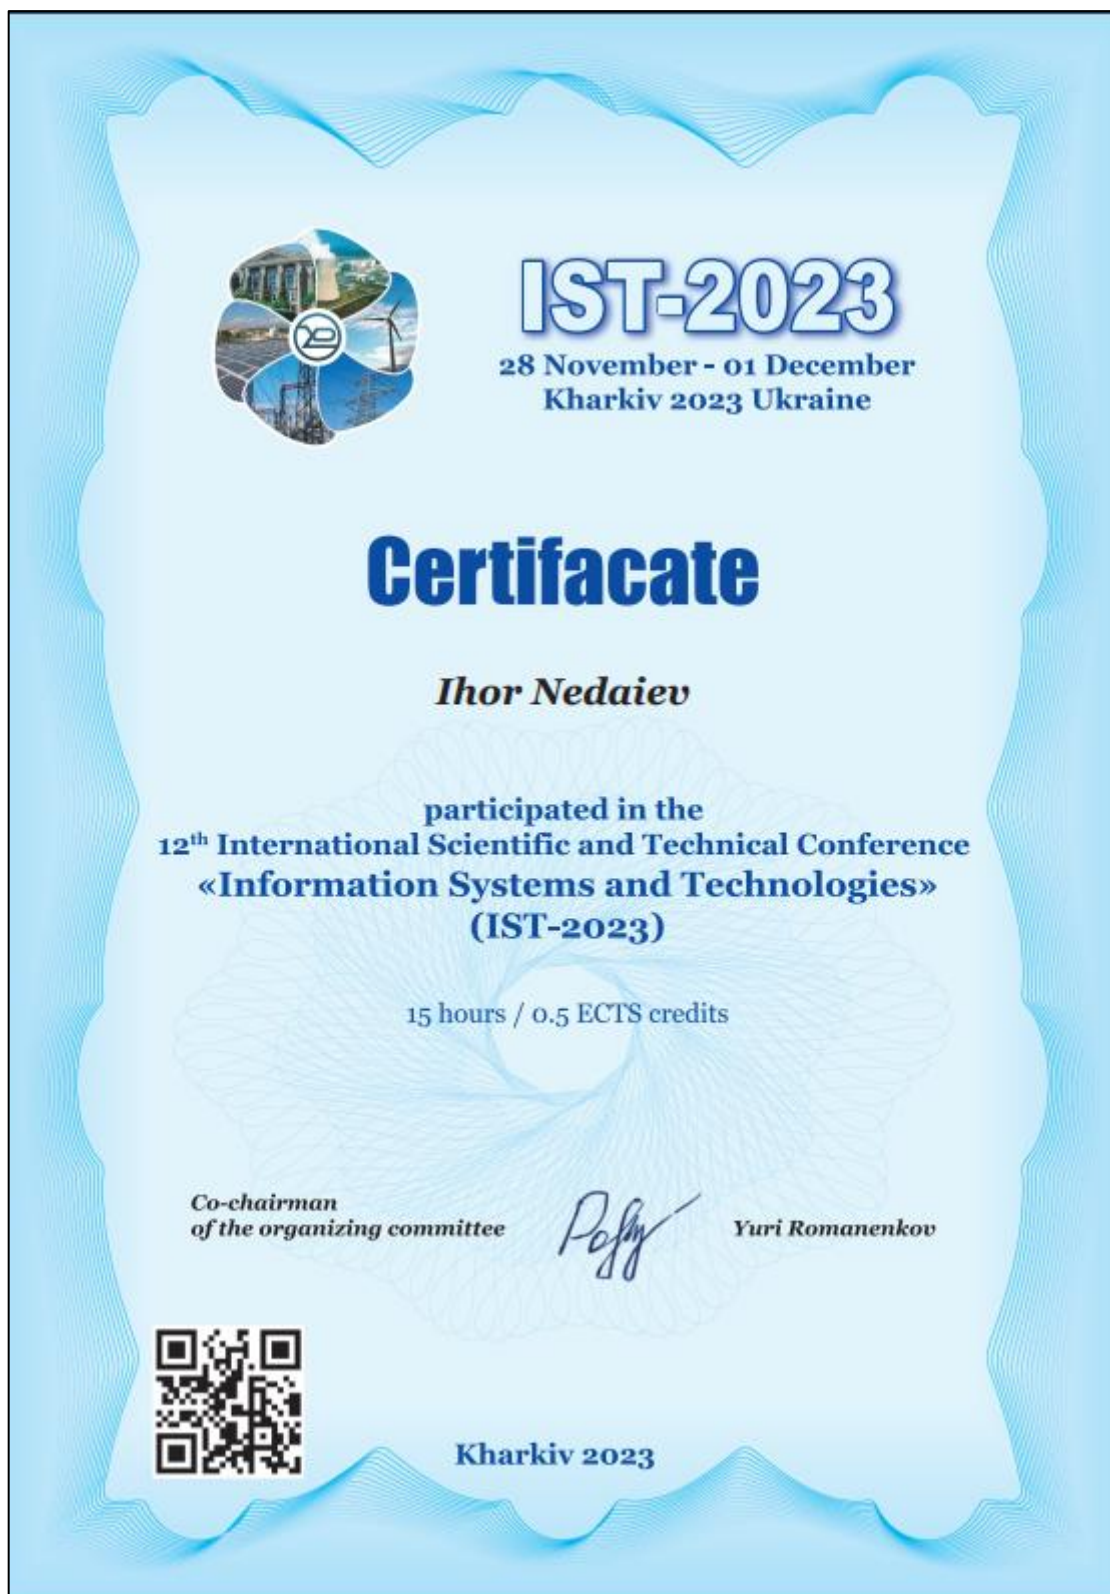 IST-2023
28 November - 01 December
Kharkiv 2023 Ukraine
Certifacate
Ihor Nedaiev
participated in the
12th International Scientific and Technical Conference
«Information Systems and Technologies»
(IST-2023)
15 hours / 0.5 ECTS credits
Co-chairman
of the organizing committee
Yuri Romanenkov
Kharkiv 2023